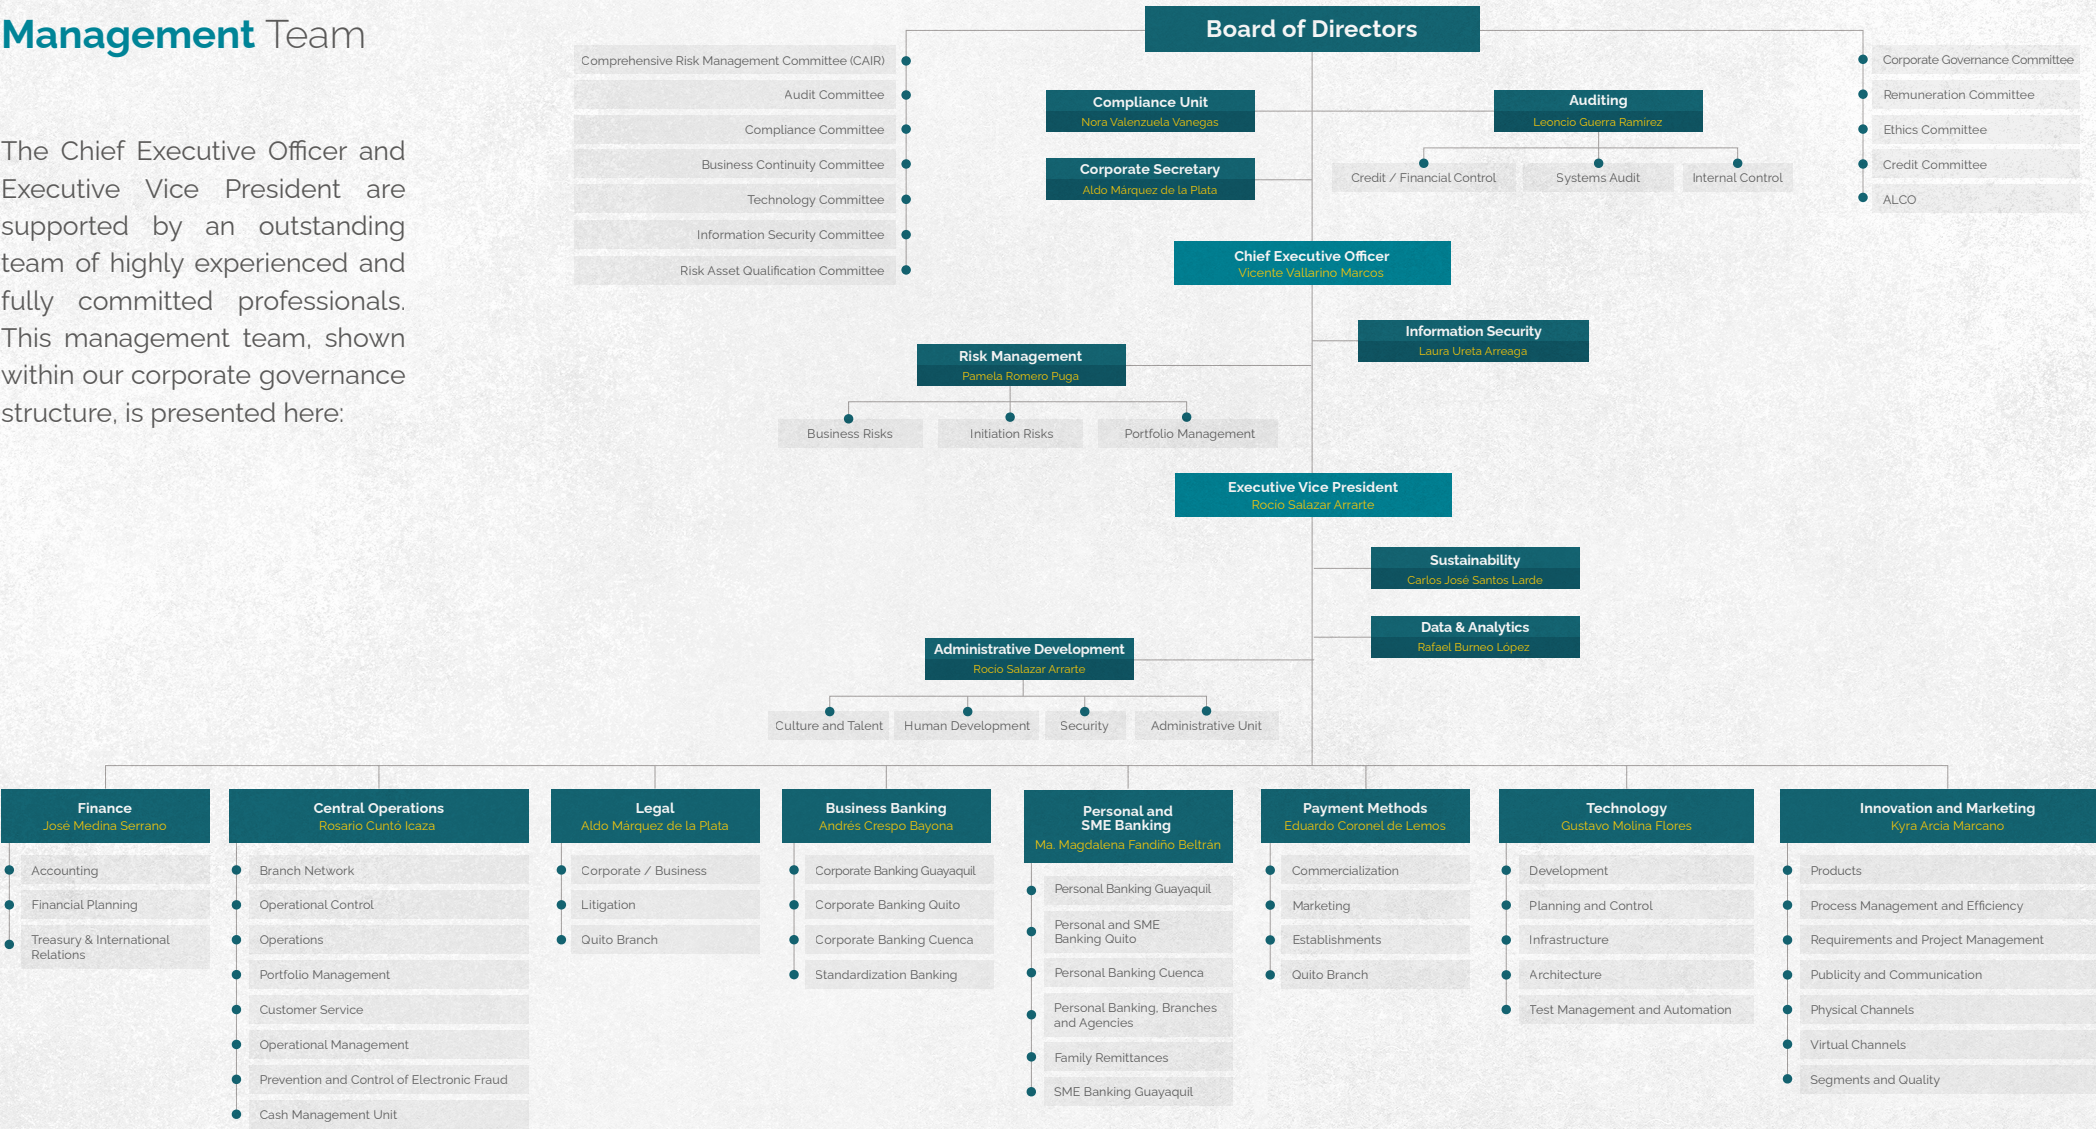 Management Team
The Chief Executive Officer and
Executive Vice President are
supported by an outstanding
team of highly experienced and
fully committed professionals.
This management team, shown
within our corporate governance
structure, is presented here:
Board of Directors
Comprehensive Risk Management Committee (CAIR)
Audit Committee
Compliance Committee
Business Continuity Committee
Technology Committee
Information Security Committee
Risk Asset Qualification Committee
Corporate Governance Committee
Remuneration Committee
Ethics Committee
Credit Committee
ALCO
Compliance Unit
Nora Valenzuela Vanegas
Auditing
Leoncio Guerra Ramírez
Credit / Financial Control
Systems Audit
Internal Control
Corporate Secretary
Aldo Márquez de la Plata
Chief Executive Officer
Vicente Vallarino Marcos
Information Security
Laura Ureta Arreaga
Risk Management
Pamela Romero Puga
Business Risks
Initiation Risks
Portfolio Management
Executive Vice President
Rocio Salazar Arrarte
Sustainability
Carlos José Santos Larde
Data & Analytics
Rafael Burneo López
Administrative Development
Rocio Salazar Arrarte
Culture and Talent
Human Development
Security
Administrative Unit
Finance
José Medina Serrano
Accounting
Financial Planning
Treasury & International
Relations
Central Operations
Rosario Cuntó Icaza
Branch Network
Operational Control
Operations
Portfolio Management
Customer Service
Operational Management
Prevention and Control of Electronic Fraud
Cash Management Unit
Legal
Aldo Márquez de la Plata
Corporate / Business
Litigation
Quito Branch
Business Banking
Andrés Crespo Bayona
Corporate Banking Guayaquil
Corporate Banking Quito
Corporate Banking Cuenca
Standardization Banking
Personal and
SME Banking
Ma. Magdalena Fandiño Beltrán
Personal Banking Guayaquil
Personal and SME
Banking Quito
Personal Banking Cuenca
Personal Banking, Branches
and Agencies
Family Remittances
SME Banking Guayaquil
Payment Methods
Eduardo Coronel de Lemos
Commercialization
Marketing
Establishments
Quito Branch
Technology
Gustavo Molina Flores
Development
Planning and Control
Infrastructure
Architecture
Test Management and Automation
Innovation and Marketing
Kyra Arcia Marcano
Products
Process Management and Efficiency
Requirements and Project Management
Publicity and Communication
Physical Channels
Virtual Channels
Segments and Quality